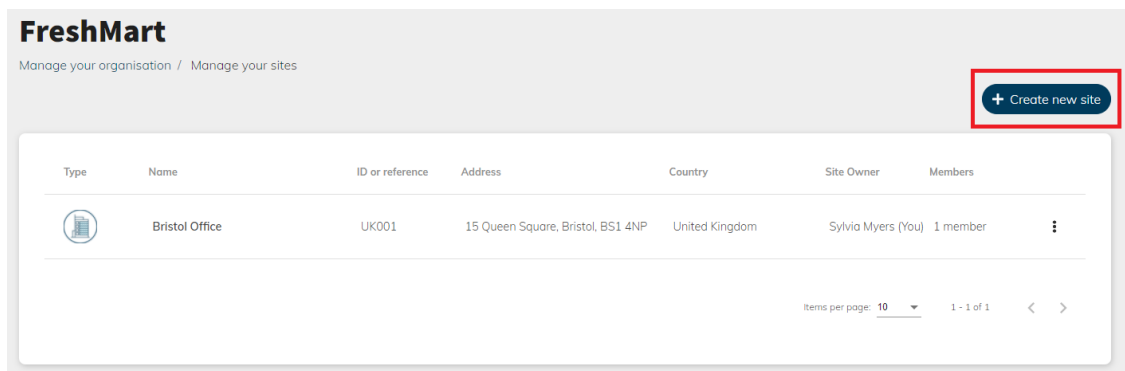 FreshMart
Manage your organisation / Manage your sites
+ Create new site
Type Name ID or reference Address Country Site Owner Members
Bristol Office UK001 15 Queen Square, Bristol, BS1 4NP United Kingdom Sylvia Myers (You) 1 member
Items per page: 10 1 - 1 of 1